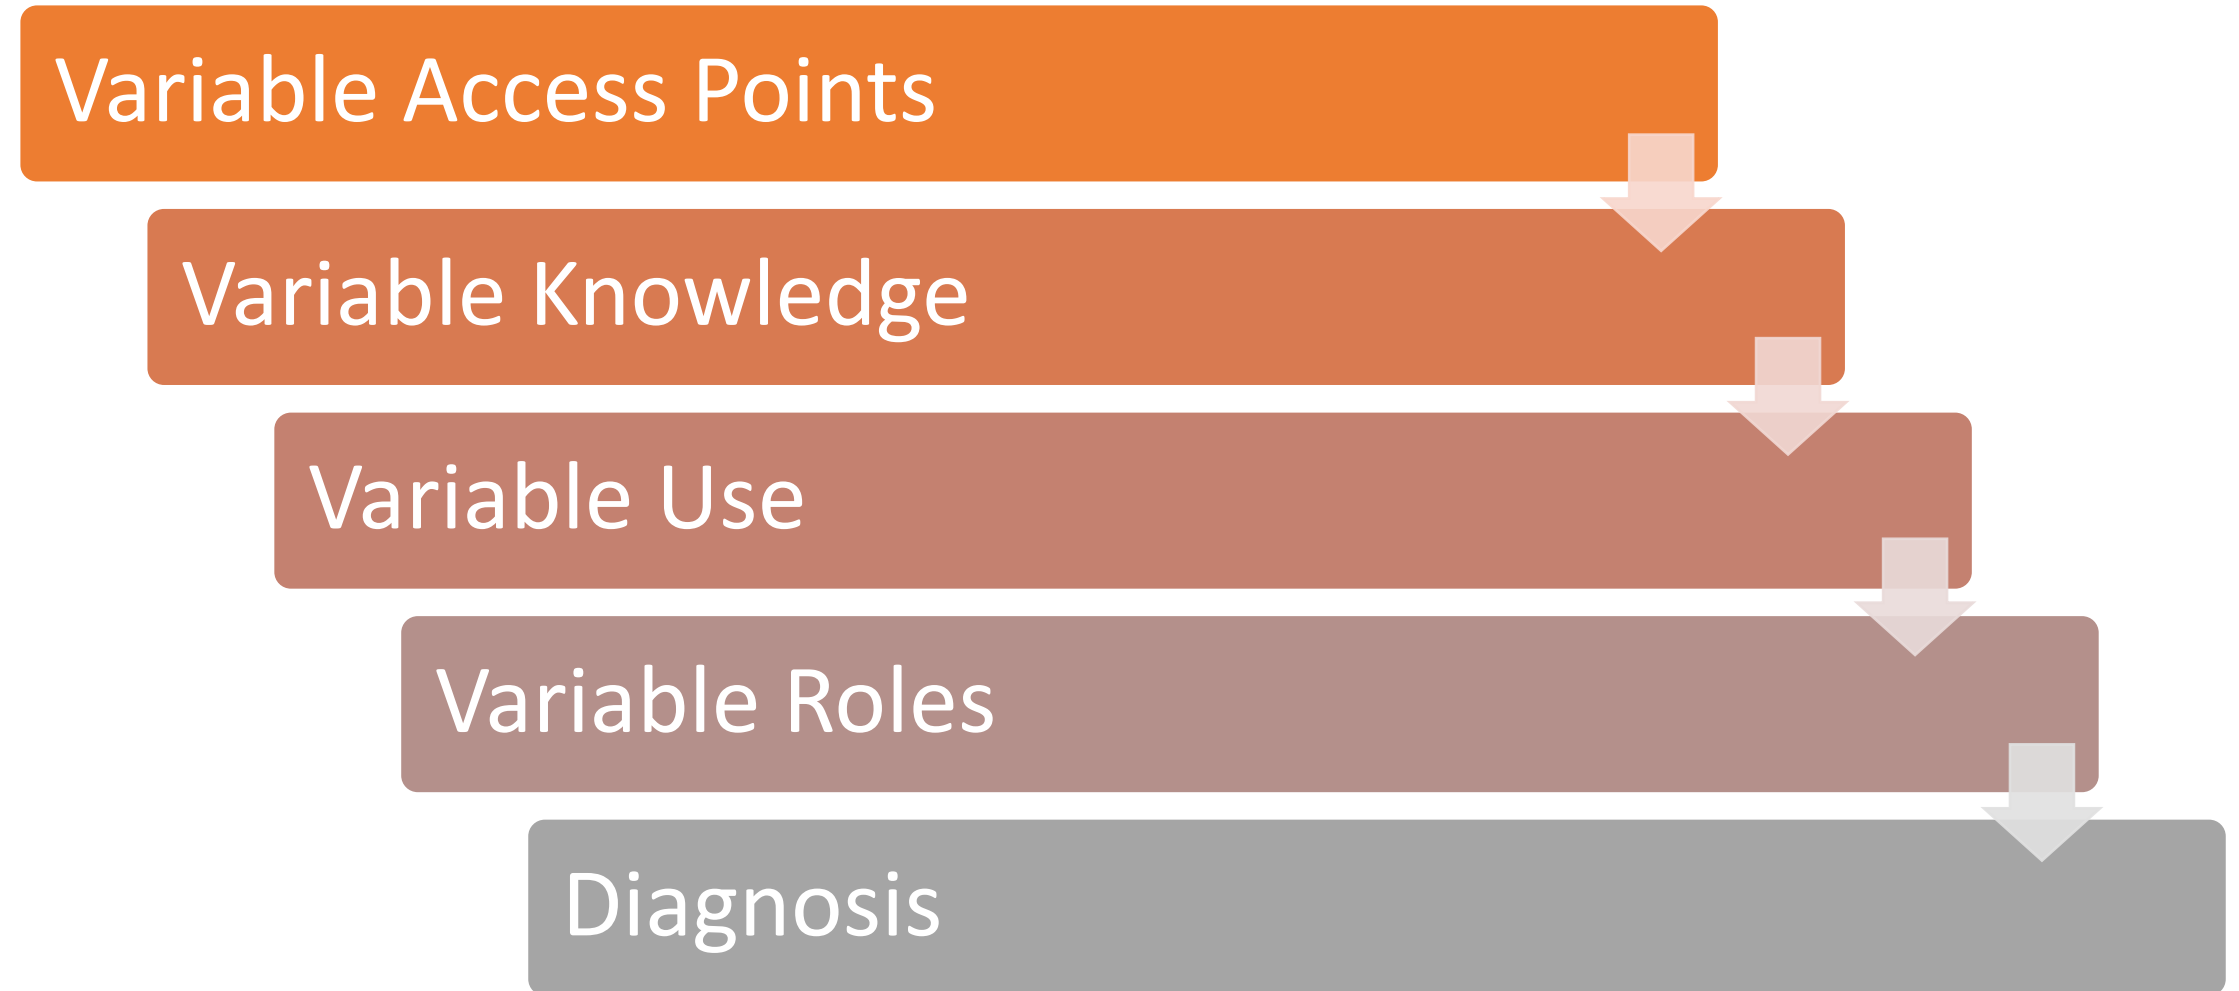 Variable Access Points
Variable Knowledge
Variable Use
Variable Roles
Diagnosis